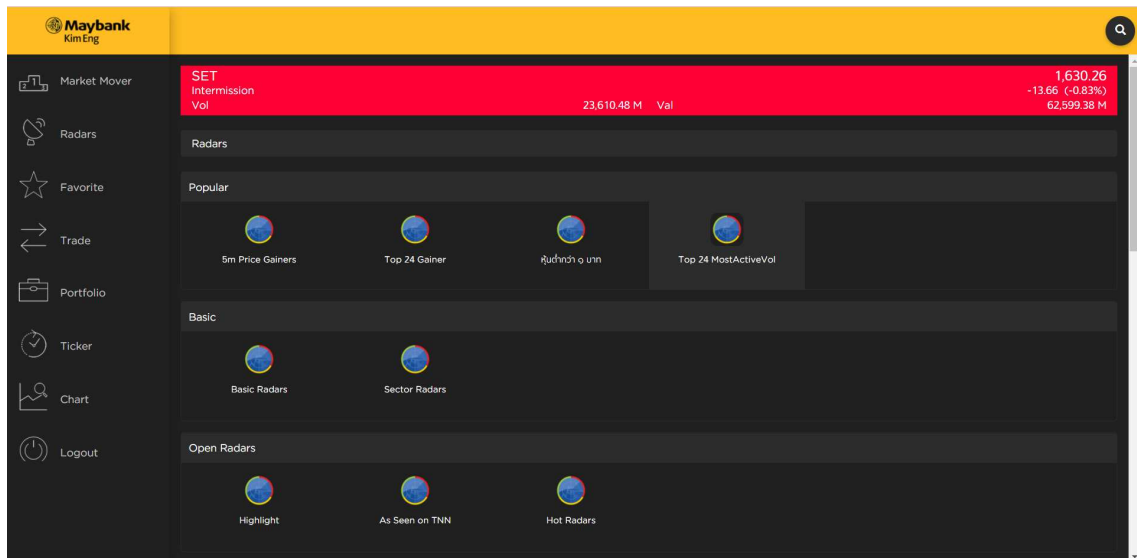 Maybank
Kim Eng
Market Mover
Radars
Favorite
Trade
Portfolio
Ticker
Chart
Logout
SET 1,630.26
Intermission -13.66 (-0.83%)
Vol 23,610.48 M Val 62,599.38 M
Radars
Popular
5m Price Gainers Top 24 Gainer หุ้นต่ำกว่า ๑ บาท Top 24 MostActiveVol
Basic
Basic Radars Sector Radars
Open Radars
Highlight As Seen on TNN Hot Radars